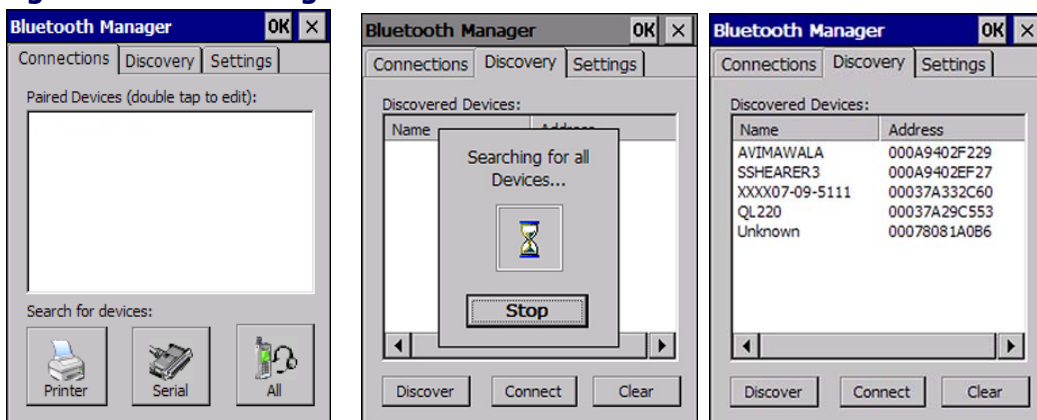 Bluetooth Manager OK ×
Connections Discovery Settings
Paired Devices (double tap to edit):
Search for devices:
Printer Serial All
Bluetooth Manager OK ×
Connections Discovery Settings
Discovered Devices:
Name
Searching for all
Devices...
Stop
Discover Connect Clear
Bluetooth Manager OK ×
Connections Discovery Settings
Discovered Devices:
Name Address
AVIMAWALA 000A9402F229
SSHEARER3 000A9402EF27
XXXX07-09-5111 00037A332C60
QL220 00037A29C553
Unknown 00078081A0B6
Discover Connect Clear